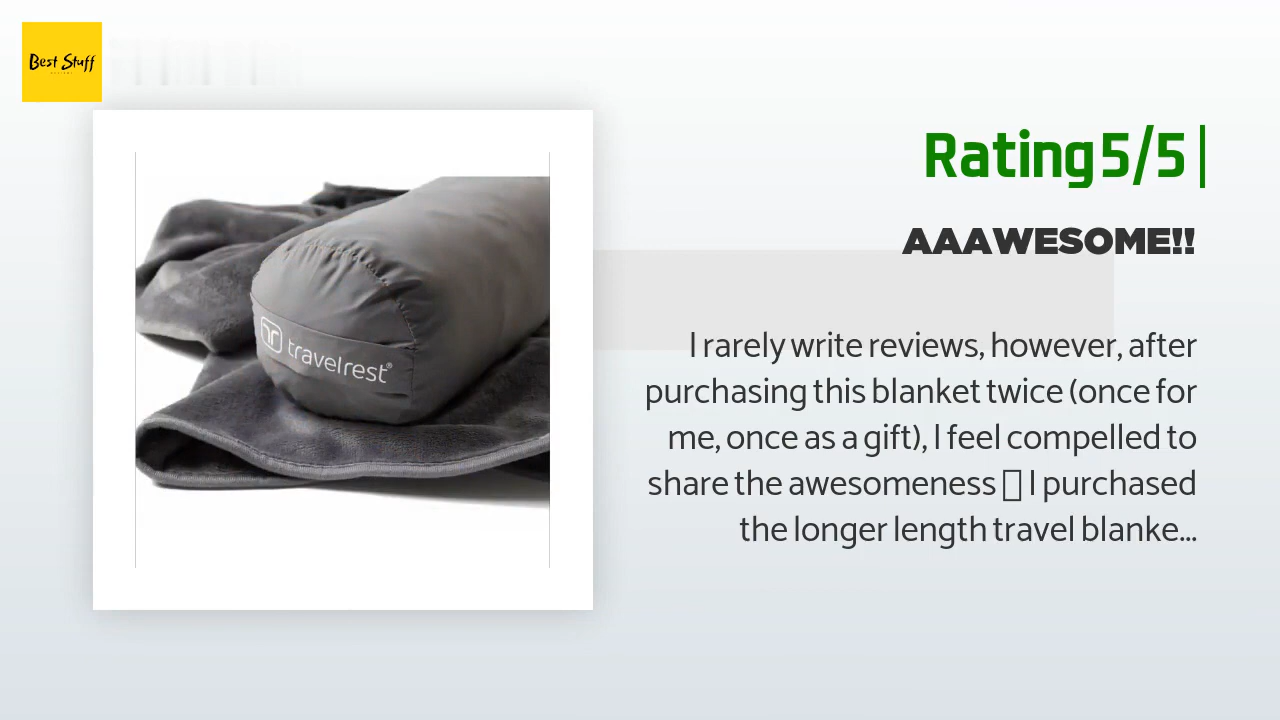 Best Stuff
Rating 5/5 |
AAAWESOME!!
I rarely write reviews, however, after
purchasing this blanket twice (once for
me, once as a gift), I feel compelled to
share the awesomeness □ I purchased
the longer length travel blanke...
tr travelrest®